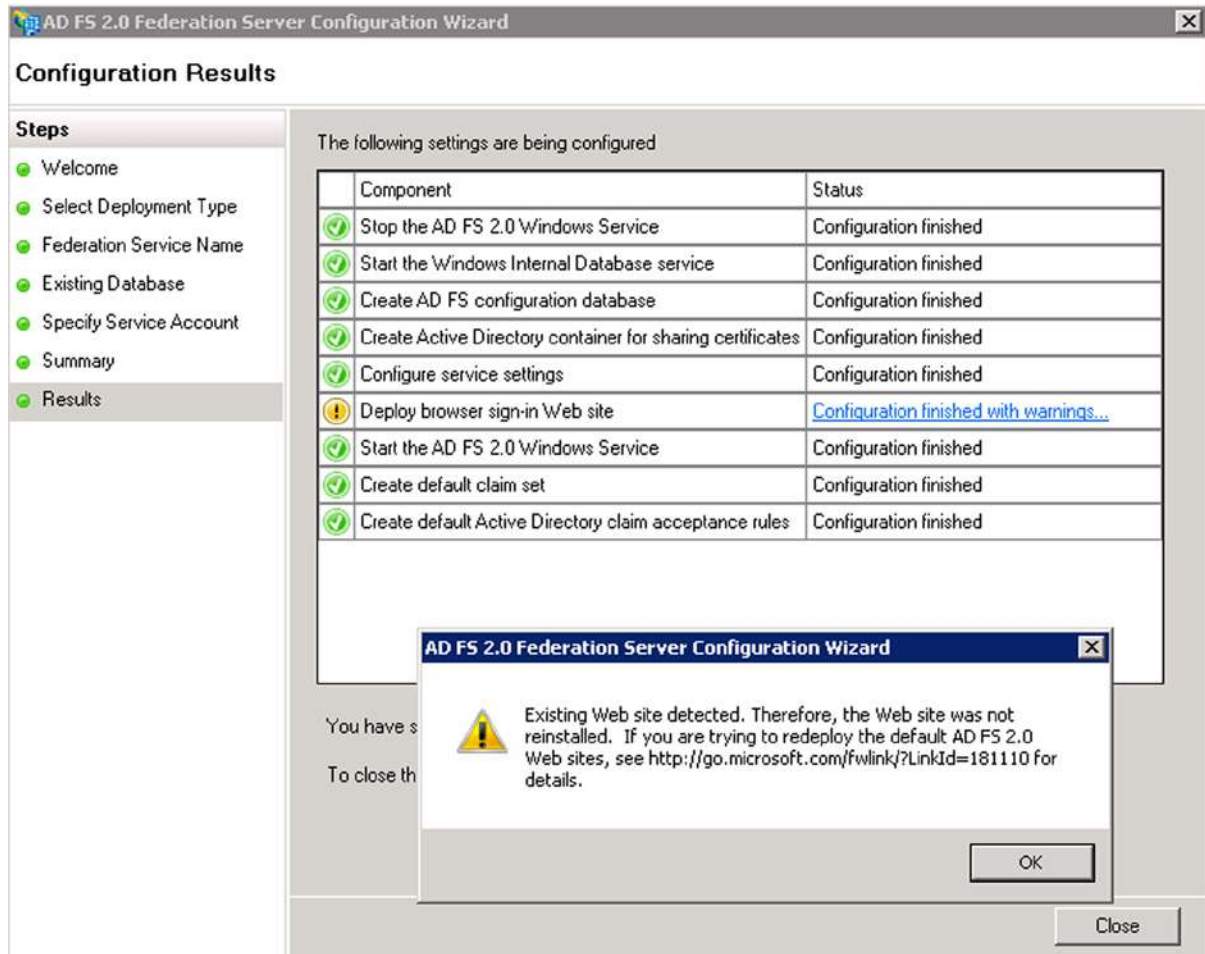 AD FS 2.0 Federation Server Configuration Wizard
Configuration Results
Steps
Welcome
Select Deployment Type
Federation Service Name
Existing Database
Specify Service Account
Summary
Results
The following settings are being configured
Component Status
Stop the AD FS 2.0 Windows Service Configuration finished
Start the Windows Internal Database service Configuration finished
Create AD FS configuration database Configuration finished
Create Active Directory container for sharing certificates Configuration finished
Configure service settings Configuration finished
Deploy browser sign-in Web site Configuration finished with warnings...
Start the AD FS 2.0 Windows Service Configuration finished
Create default claim set Configuration finished
Create default Active Directory claim acceptance rules Configuration finished
You have s
To close th
AD FS 2.0 Federation Server Configuration Wizard
Existing Web site detected. Therefore, the Web site was not
reinstalled. If you are trying to redeploy the default AD FS 2.0
Web sites, see http://go.microsoft.com/fwlink/?LinkId=181110 for
details.
OK
Close